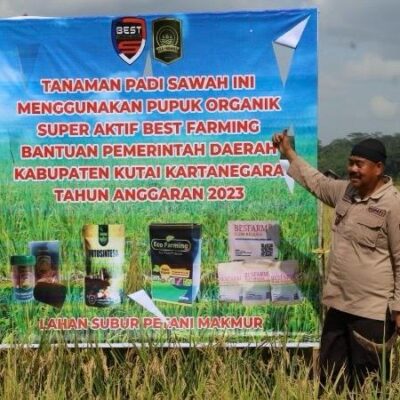 BEST
TANAMAN PADI SAWAH INI
MENGGUNAKAN PUPUK ORGANIK
SUPER AKTIF BEST FARMING
BANTUAN PEMERINTAH DAERAH
KABUPATEN KUTAI KARTANEGARA
TAHUN ANGGARAN 2023
Eco Farming
BESFARM
LAHAN SUBUR PETANI MAKMUR